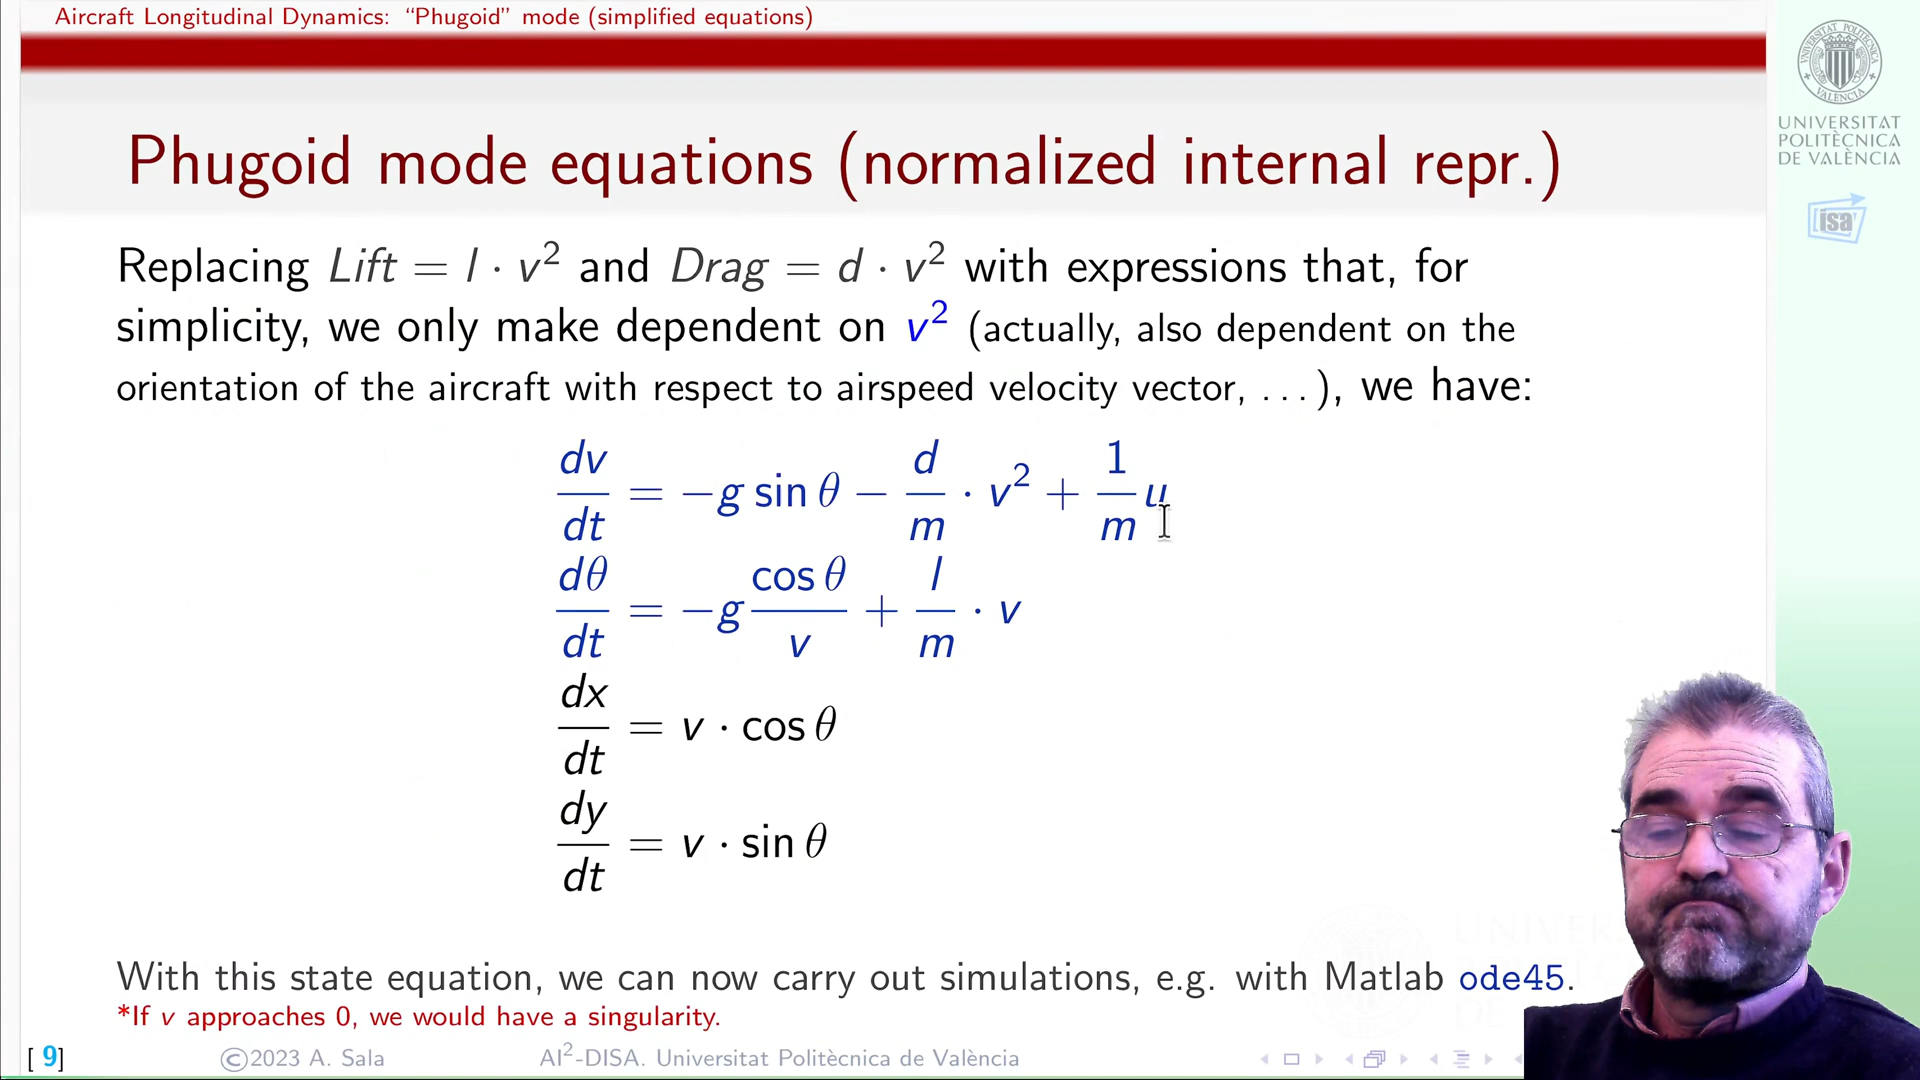 Aircraft Longitudinal Dynamics: “Phugoid” mode (simplified equations)
UNIVERSITAT
POLITÈCNICA
DE VALÈNCIA
isa
Phugoid mode equations (normalized internal repr.)
Replacing Lift = l · v² and Drag = d · v² with expressions that, for
simplicity, we only make dependent on v² (actually, also dependent on the
orientation of the aircraft with respect to airspeed velocity vector, . . . ), we have:
dv/dt = −g sin θ − d/m · v² + 1/m u
dθ/dt = −g cos θ/v + l/m · v
dx/dt = v · cos θ
dy/dt = v · sin θ
With this state equation, we can now carry out simulations, e.g. with Matlab ode45.
*If v approaches 0, we would have a singularity.
[ 9] ©2023 A. Sala AI²-DISA. Universitat Politècnica de València